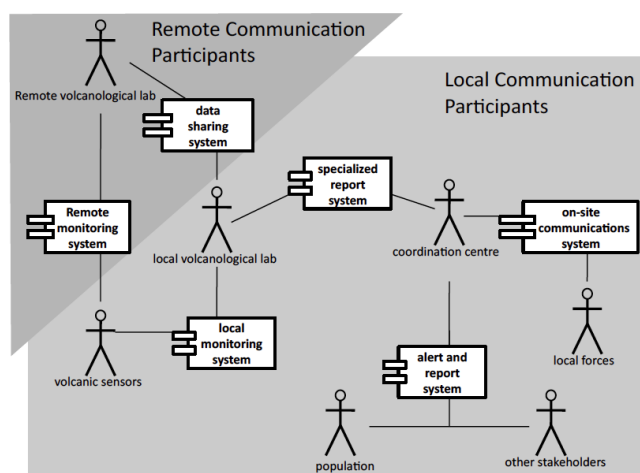 Remote Communication
Participants
Local Communication
Participants
Remote volcanological lab
data
sharing
system
specialized
report
system
Remote
monitoring
system
local volcanological lab
coordination centre
on-site
communications
system
local
monitoring
system
volcanic sensors
alert and
report
system
local forces
population
other stakeholders